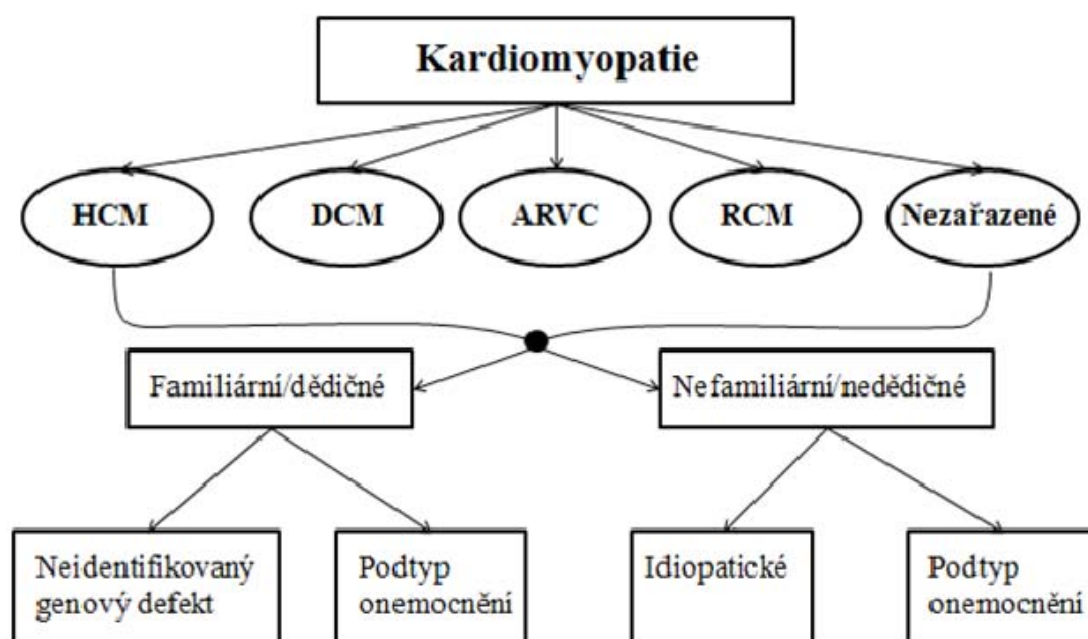 Kardiomyopatie
HCM
DCM
ARVC
RCM
Nezařazené
Familiární/dědičné
Nefamiliární/nedědičné
Neidentifikovaný
genový defekt
Podtyp
onemocnění
Idiopatické
Podtyp
onemocnění